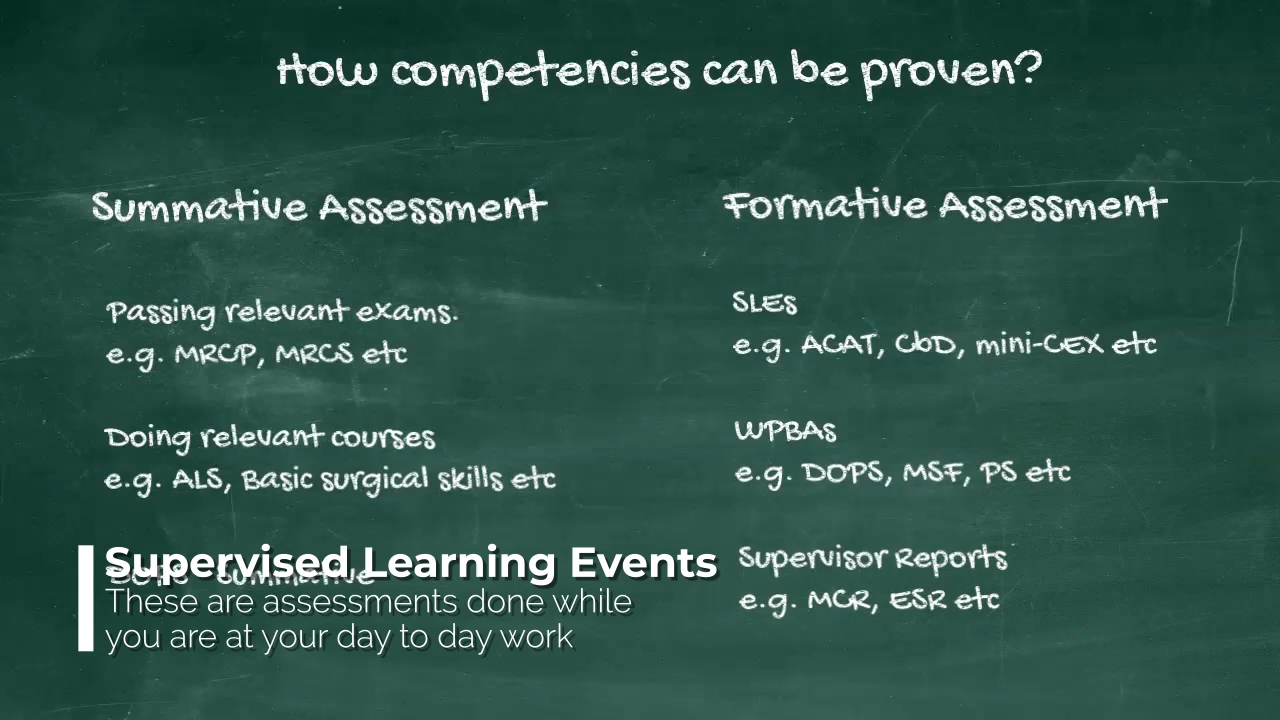 How competencies can be proven?
Summative Assessment
Passing relevant exams.
e.g. MRCP, MRCS etc
Doing relevant courses
e.g. ALS, Basic surgical skills etc
Summative
Formative Assessment
SLEs
e.g. ACAT, CbD, mini-CEX etc
WPBAs
e.g. DOPS, MSF, PS etc
Supervisor Reports
e.g. MCR, ESR etc
Supervised Learning Events
These are assessments done while
you are at your day to day work